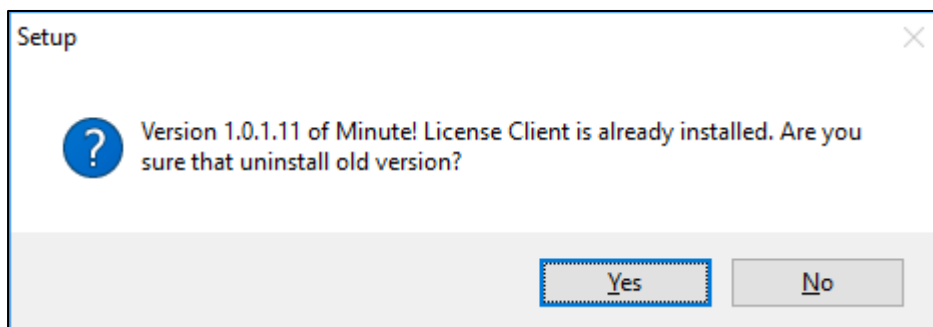 Setup
Version 1.0.1.11 of Minute! License Client is already installed. Are you
sure that uninstall old version?
Yes
No